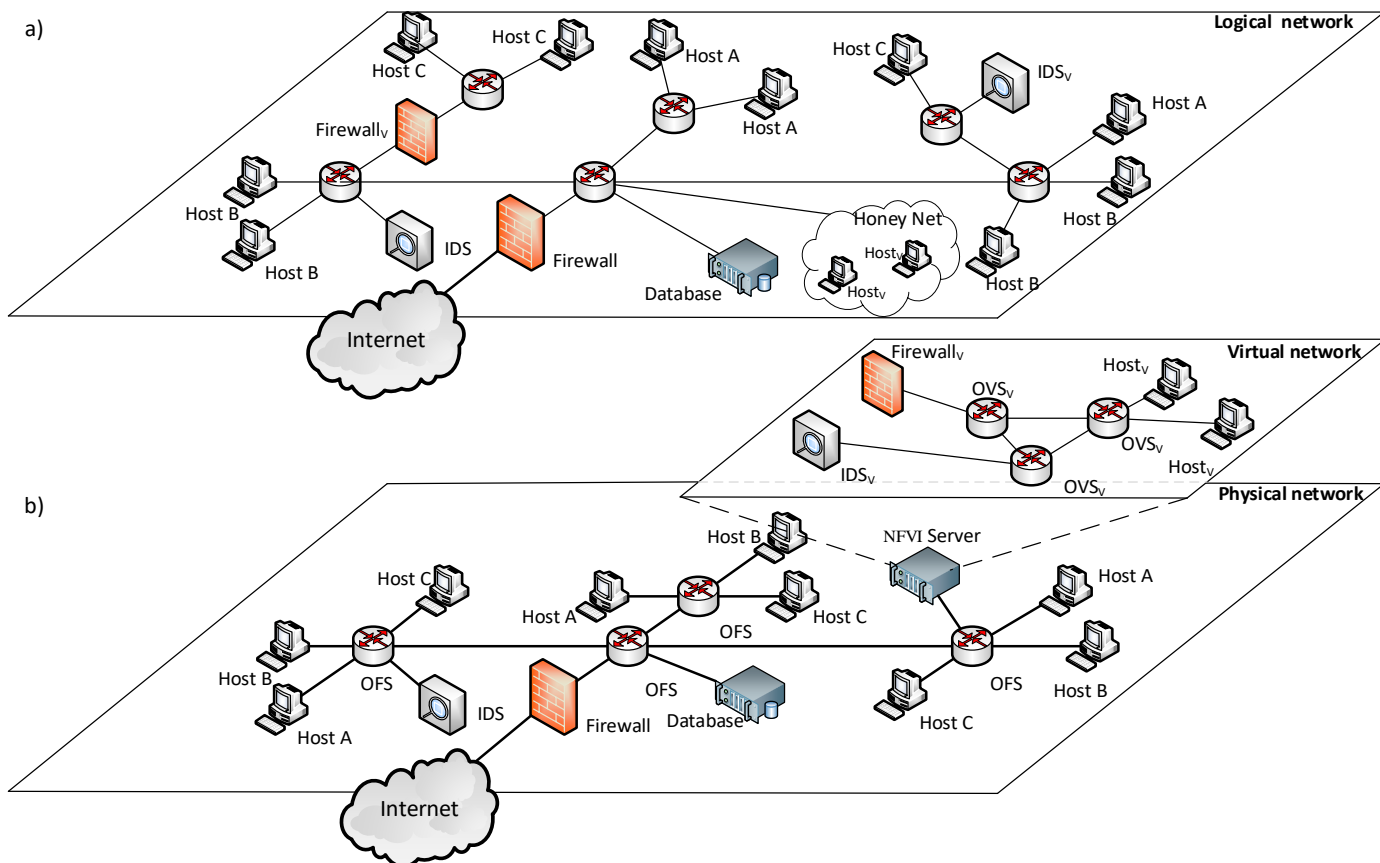 a)
Logical network
Host C
Host C
Host A
Host A
Host C
IDSV
Host A
FirewallV
Host B
Host B
IDS
Firewall
Database
Honey Net
HostV
HostV
Host B
Host B
Internet
Virtual network
FirewallV
OVSV
HostV
OVSV
HostV
IDSV
OVSV
b)
Physical network
Host B
NFVI Server
Host C
Host A
Host C
Host A
OFS
Host B
OFS
OFS
OFS
Host B
Host A
IDS
Firewall
Database
Host C
Internet